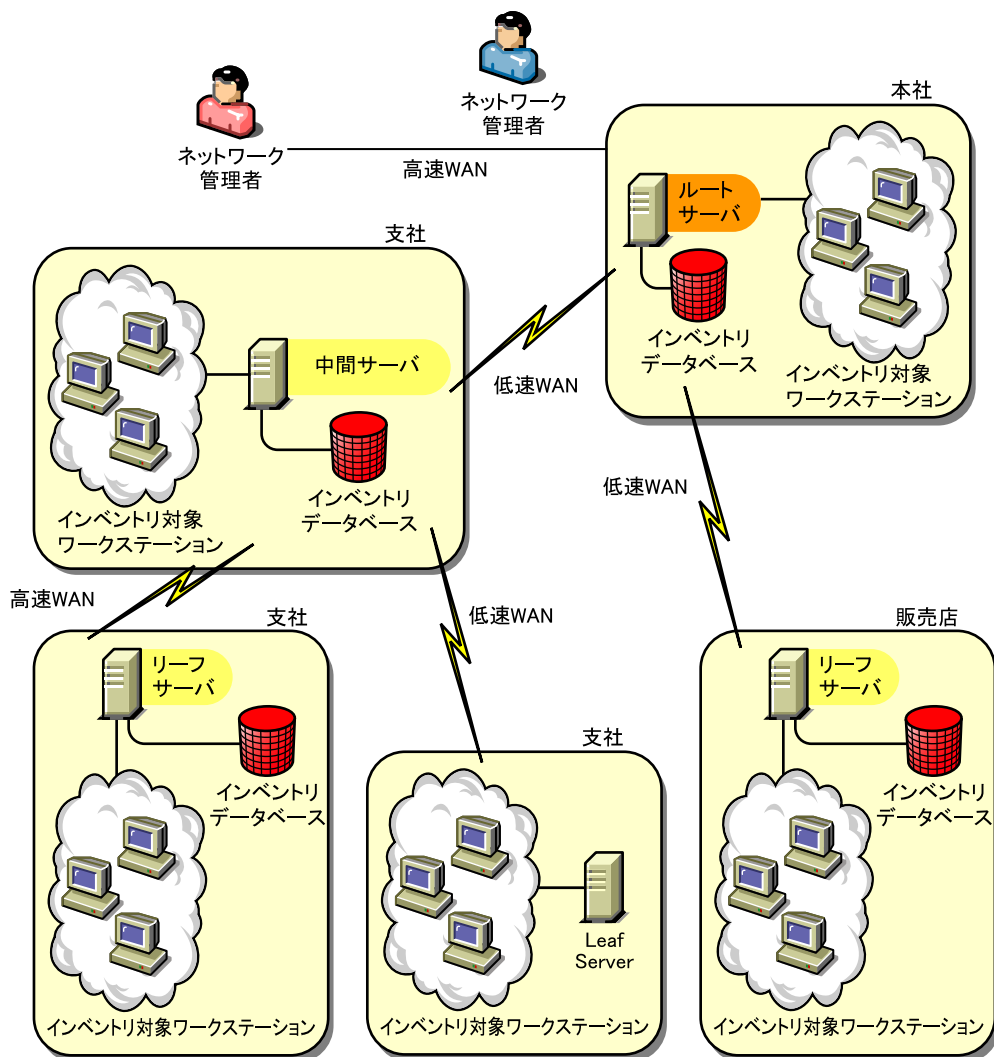 ネットワーク
管理者
ネットワーク
管理者
高速WAN
本社
ルート
サーバ
インベントリ
データベース
インベントリ対象
ワークステーション
支社
中間サーバ
インベントリ
データベース
インベントリ対象
ワークステーション
低速WAN
低速WAN
高速WAN
低速WAN
支社
リーフ
サーバ
インベントリ
データベース
インベントリ対象ワークステーション
支社
Leaf
Server
インベントリ対象ワークステーション
販売店
リーフ
サーバ
インベントリ
データベース
インベントリ対象ワークステーション